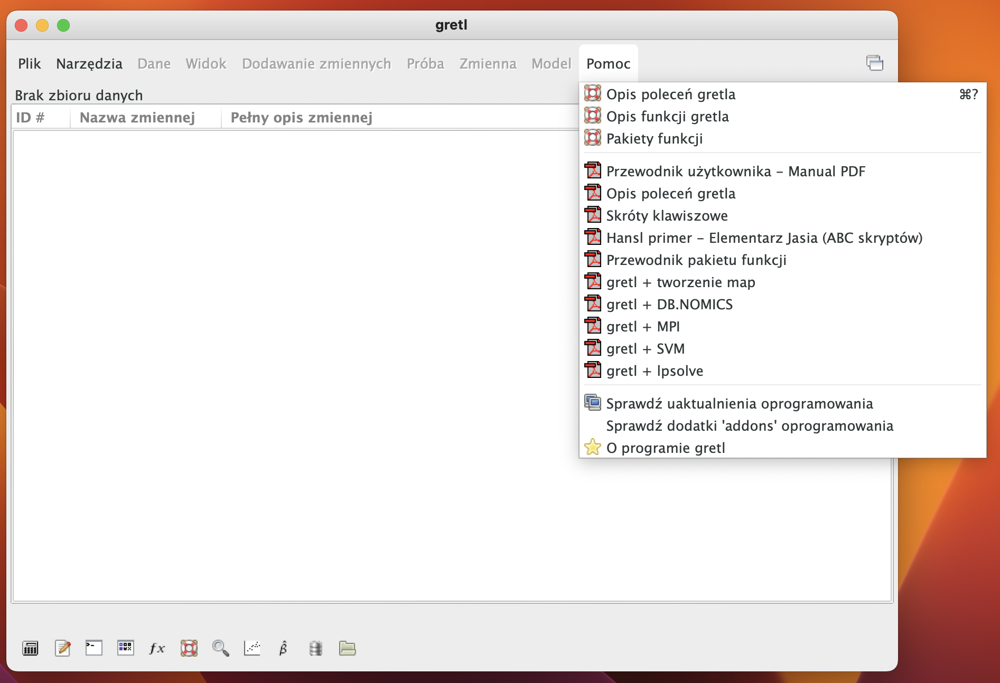 gretl
Plik Narzędzia Dane Widok Dodawanie zmiennych Próba Zmienna Model Pomoc
Brak zbioru danych
ID # Nazwa zmiennej Pełny opis zmiennej
Opis poleceń gretla ⌘?
Opis funkcji gretla
Pakiety funkcji
Przewodnik użytkownika – Manual PDF
Opis poleceń gretla
Skróty klawiszowe
Hansl primer – Elementarz Jasia (ABC skryptów)
Przewodnik pakietu funkcji
gretl + tworzenie map
gretl + DB.NOMICS
gretl + MPI
gretl + SVM
gretl + lpsolve
Sprawdź uaktualnienia oprogramowania
Sprawdź dodatki 'addons' oprogramowania
O programie gretl
fx β̂